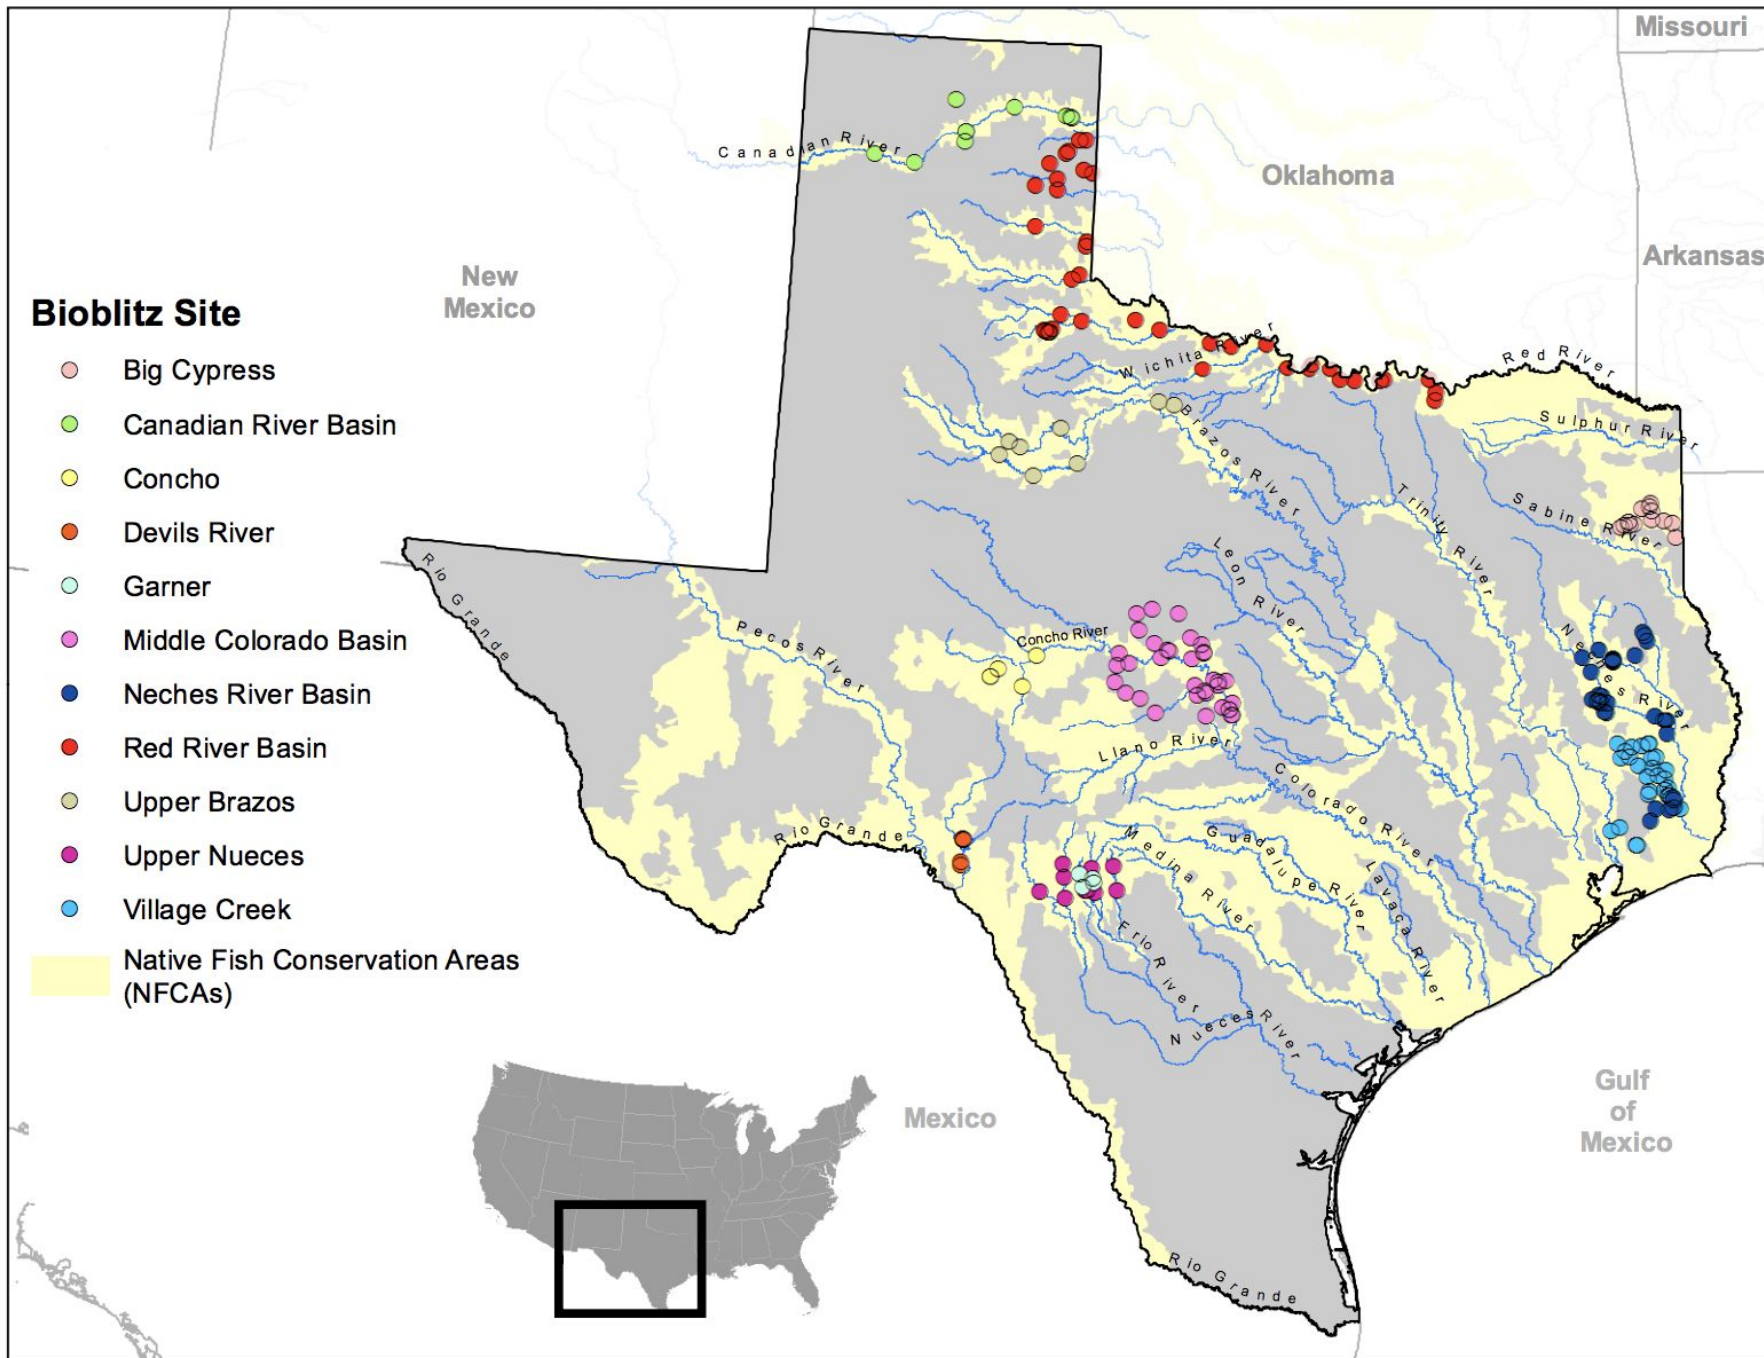 Missouri
Canadian River
Oklahoma
Arkansas
New
Mexico
Bioblitz Site
Big Cypress
Canadian River Basin
Concho
Devils River
Garner
Middle Colorado Basin
Neches River Basin
Red River Basin
Upper Brazos
Upper Nueces
Village Creek
Native Fish Conservation Areas
(NFCAs)
Wichita River
Red River
Sulphur River
Brazos River
Trinity River
Sabine River
Leon River
Rio Grande
Pecos River
Concho River
Neches River
Llano River
Colorado River
Rio Grande
Medina River
Guadalupe River
Lavaca River
Frio River
Nueces River
Mexico
Gulf
of
Mexico
Rio Grande